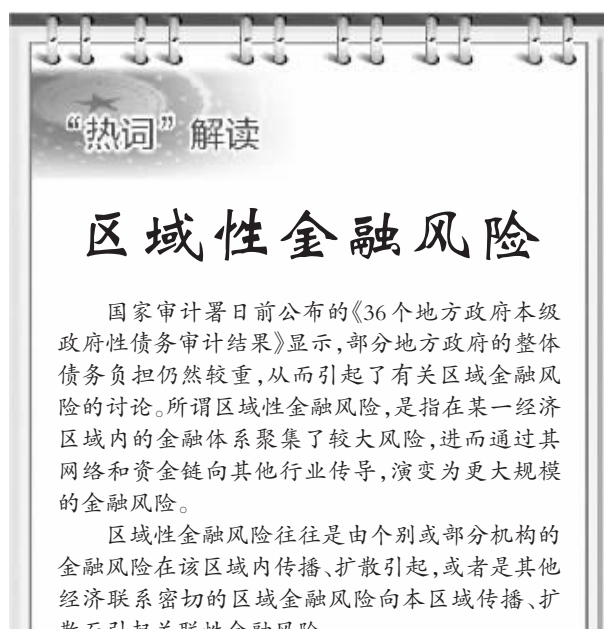 “热词”解读
区域性金融风险
国家审计署日前公布的《36个地方政府本级
政府性债务审计结果》显示,部分地方政府的整体
债务负担仍然较重,从而引起了有关区域金融风
险的讨论。所谓区域性金融风险,是指在某一经济
区域内的金融体系聚集了较大风险,进而通过其
网络和资金链向其他行业传导,演变为更大规模
的金融风险。
区域性金融风险往往是由个别或部分机构的
金融风险在该区域内传播、扩散引起,或者是其他
经济联系密切的区域金融风险向本区域传播、扩